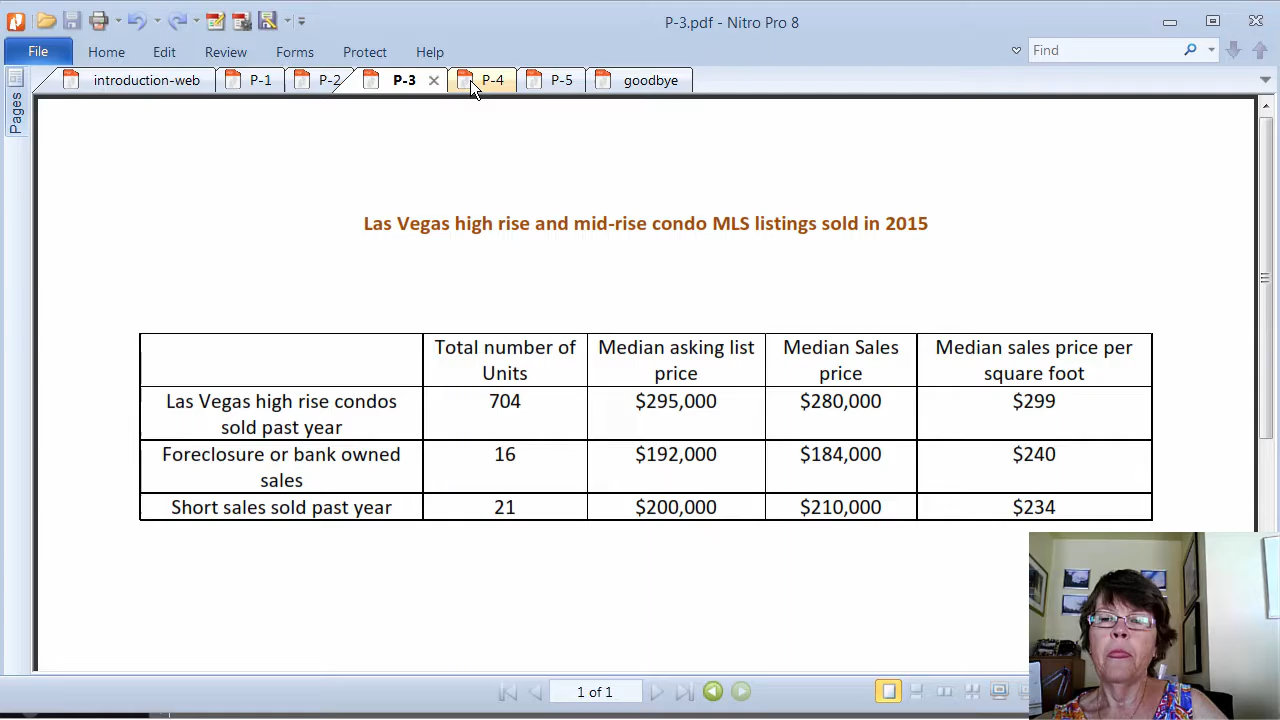 P-3.pdf - Nitro Pro 8
File Home Edit Review Forms Protect Help Find
introduction-web P-1 P-2 P-3 P-4 P-5 goodbye
Pages
Las Vegas high rise and mid-rise condo MLS listings sold in 2015
Total number of Units Median asking list price Median Sales price Median sales price per square foot
Las Vegas high rise condos sold past year 704 $295,000 $280,000 $299
Foreclosure or bank owned sales 16 $192,000 $184,000 $240
Short sales sold past year 21 $200,000 $210,000 $234
1 of 1